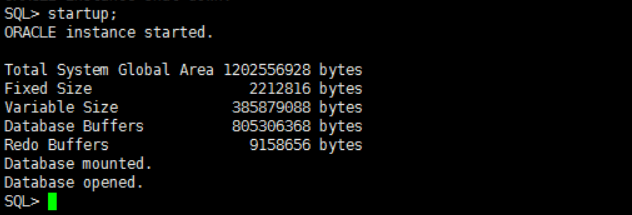 SQL> startup;
ORACLE instance started.
Total System Global Area 1202556928 bytes
Fixed Size 2212816 bytes
Variable Size 385879088 bytes
Database Buffers 805306368 bytes
Redo Buffers 9158656 bytes
Database mounted.
Database opened.
SQL>